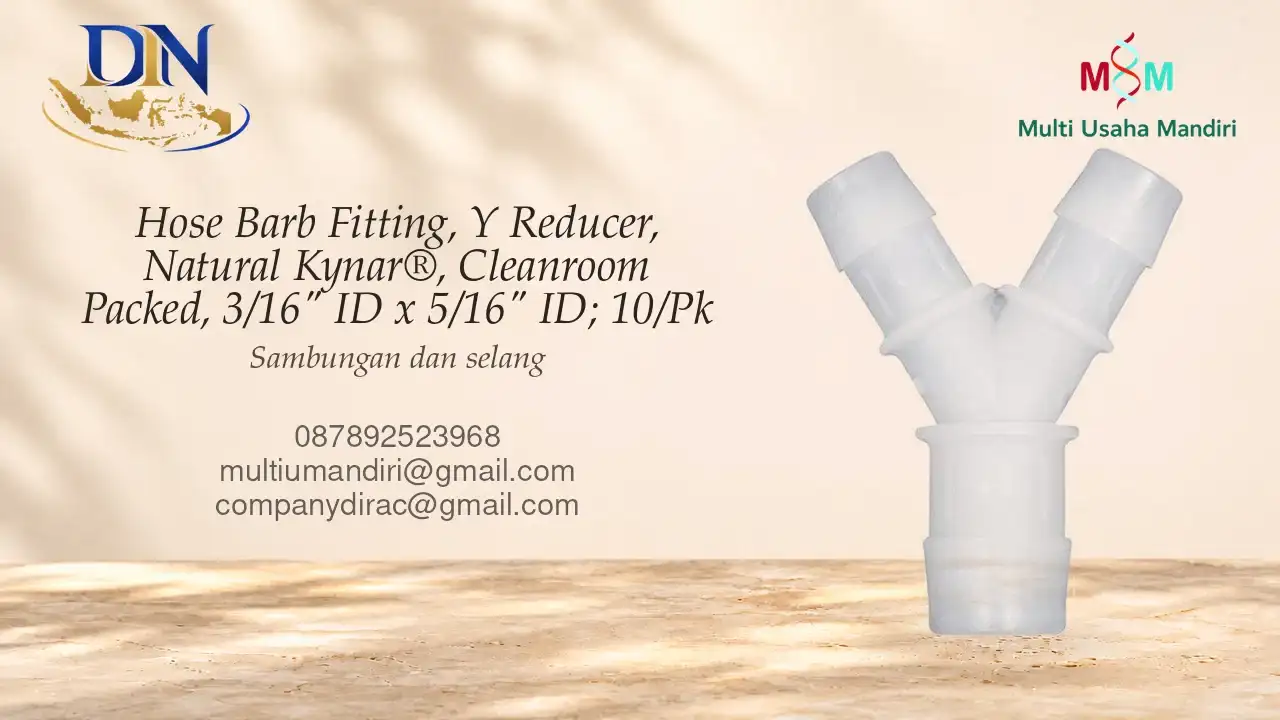 DN
M M
Multi Usaha Mandiri
Hose Barb Fitting, Y Reducer,
Natural Kynar®, Cleanroom
Packed, 3/16" ID x 5/16" ID; 10/Pk
Sambungan dan selang
087892523968
multiumandiri@gmail.com
companydirac@gmail.com